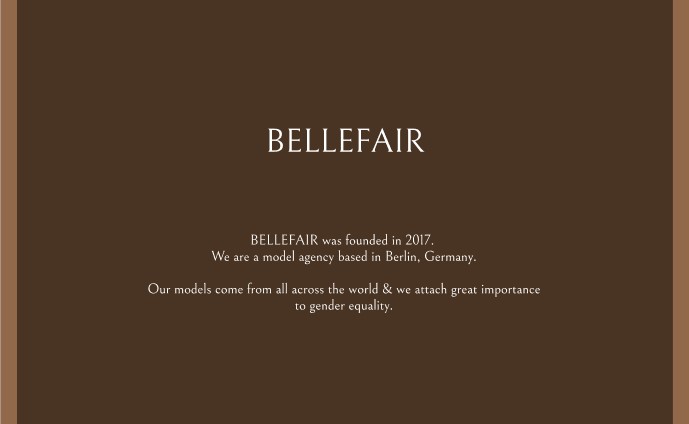 BELLEFAIR
BELLEFAIR was founded in 2017.
We are a model agency based in Berlin, Germany.
Our models come from all across the world & we attach great importance
to gender equality.